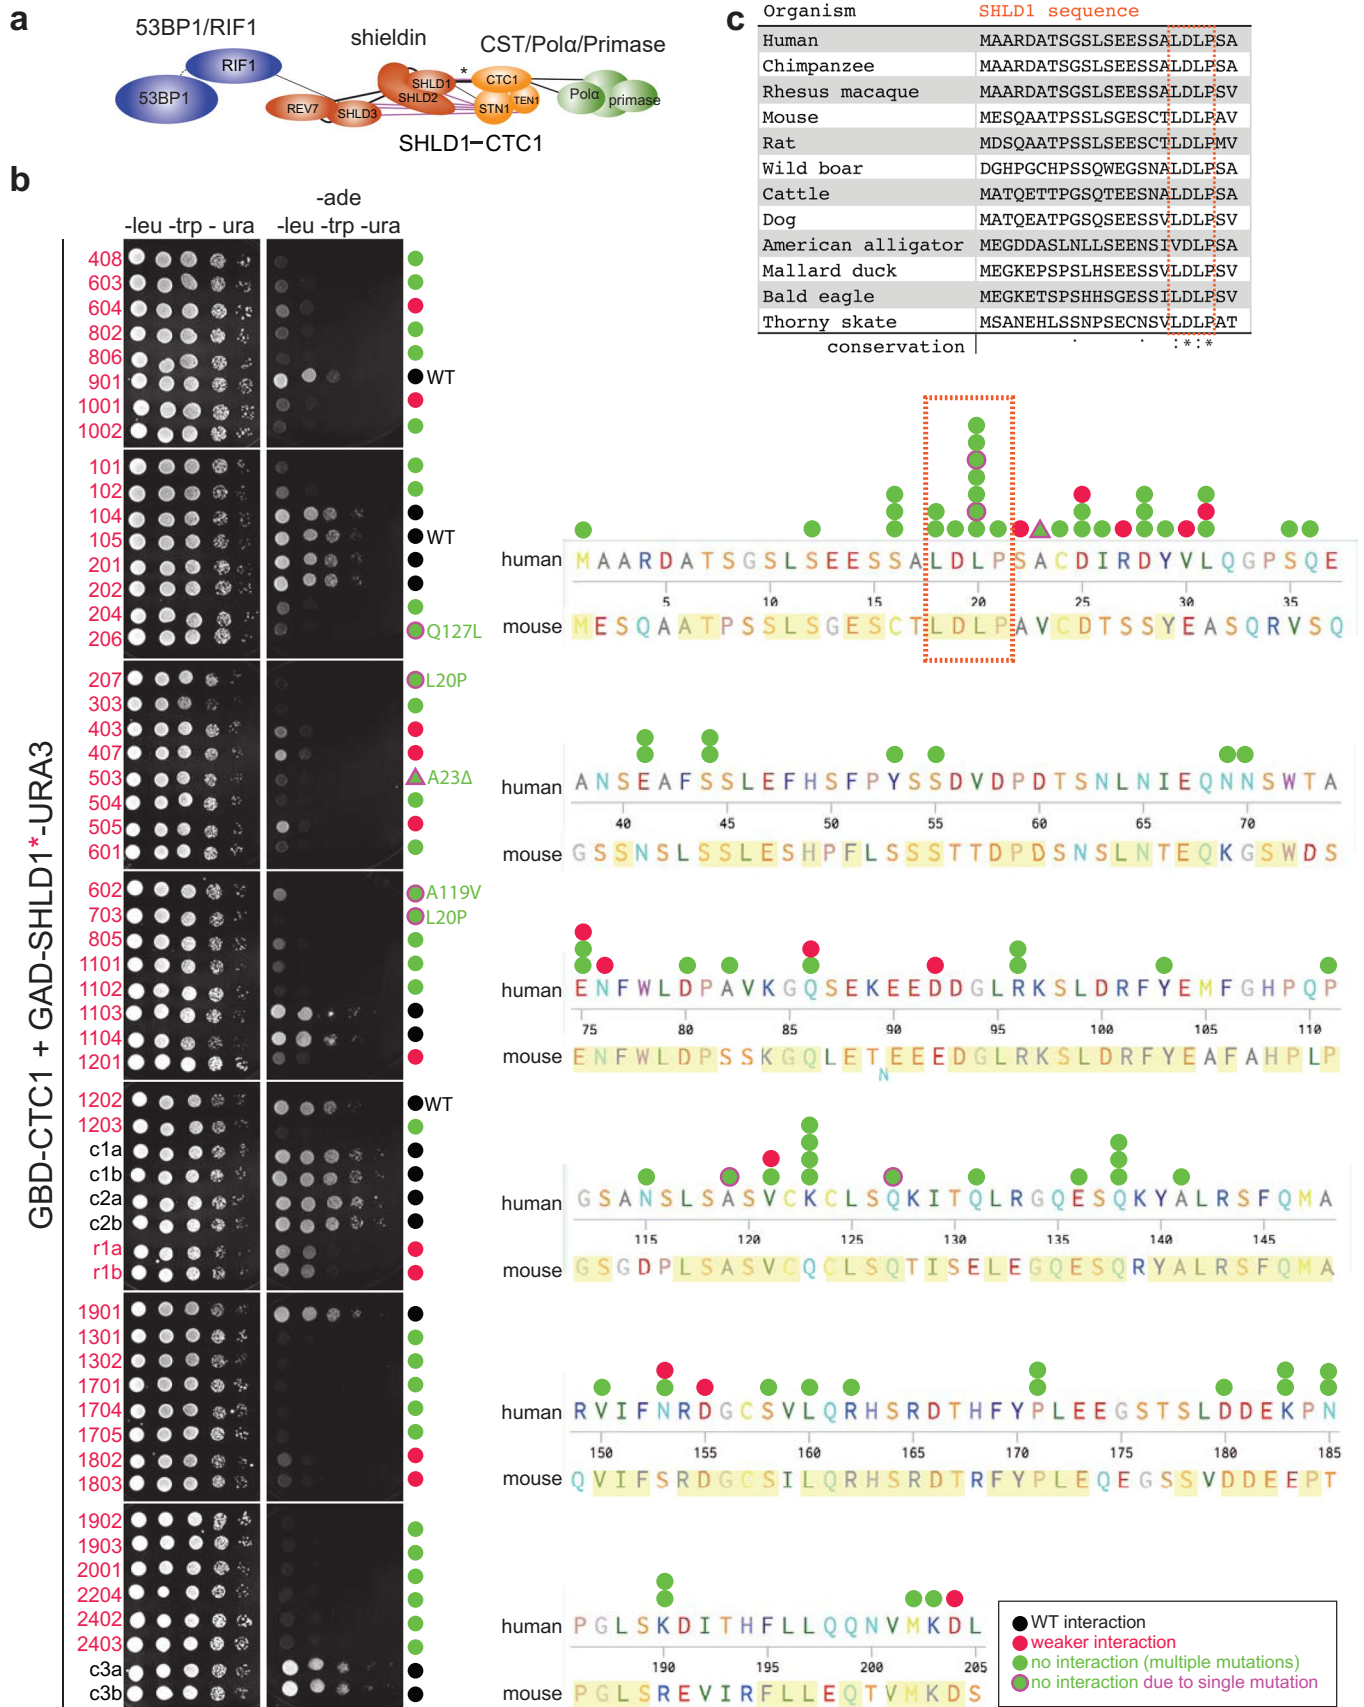 a
53BP1/RIF1
shieldin
CST/Polα/Primase
53BP1
RIF1
REV7
SHLD3
SHLD1
SHLD2
*
CTC1
STN1
TEN1
Polα
primase
SHLD1–CTC1
b
-leu -trp - ura
-ade
-leu -trp -ura
GBD-CTC1 + GAD-SHLD1*-URA3
408
603
604
802
806
901 WT
1001
1002
101
102
104
105 WT
201
202
204
206 Q127L
207 L20P
303
403
407
503 A23Δ
504
505
601
602 A119V
703 L20P
805
1101
1102
1103
1104
1201
1202 WT
1203
c1a
c1b
c2a
c2b
r1a
r1b
1901
1301
1302
1701
1704
1705
1802
1803
1902
1903
2001
2204
2402
2403
c3a
c3b
c
Organism SHLD1 sequence
Human MAARDATSGSLSEESSALDLPSA
Chimpanzee MAARDATSGSLSEESSALDLPSA
Rhesus macaque MAARDATSGSLSEESSALDLPSV
Mouse MESQAATPSSLSGESCTLDLPAV
Rat MDSQAATPSSLSEESCTLDLPMV
Wild boar DGHPGCHPSSQWEGSNALDLPSA
Cattle MATQETTPGSQTEESNALDLPSA
Dog MATQEATPGSQSEESSVLDLPSV
American alligator MEGDDASLNLLSEENSIVDLPSA
Mallard duck MEGKEPSPSLHSEESSVLDLPSV
Bald eagle MEGKETSPSHHSGESSILDLPSV
Thorny skate MSANEHLSSNPSECNSVLDLPAT
conservation . . :*:*
human MAARDATSGSLSEESSALDLPSACDIRDYVLQGPSQE
5 10 15 20 25 30 35
mouse MESQAATPSSLSGESCTLDLPAVCDTSSYEASQRVSQ
human ANSEAFSSLEFHSFPYSSDVDPDTSNLNIEQNNSWTA
40 45 50 55 60 65 70
mouse GSSNSLSSLESHPFLSSSTTDPDSNSLNTEQKGSWDS
human ENFWLDPAVKGQSEKEEDDGLRKSLDRFYEMFGHPQP
75 80 85 90 95 100 105 110
mouse ENFWLDPSSKGQLETEEEDGLRKSLDRFYEAFAHPLP
N
human GSANSLSASVCKCLSQKITQLRGQESQKYALRSFQMA
115 120 125 130 135 140 145
mouse GSGDPLSASVCQCLSQTISELEGQESQRYALRSFQMA
human RVIFNRDGCSVLQRHSRDTHFYPLEEGSTSLDDEKPN
150 155 160 165 170 175 180 185
mouse QVIFSRDGCSILQRHSRDTRFYPLEQEGSSVDDEEPT
human PGLSKDITHFLLQQNVMKDL
190 195 200 205
mouse PGLSREVIRFLLEQTVMKDS
WT interaction
weaker interaction
no interaction (multiple mutations)
no interaction due to single mutation